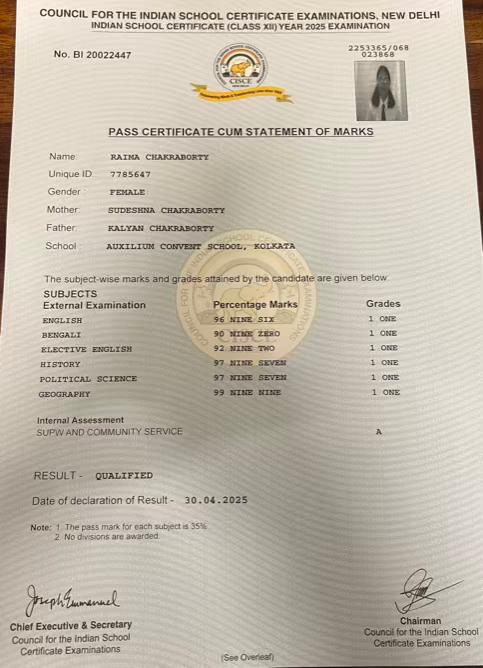 COUNCIL FOR THE INDIAN SCHOOL CERTIFICATE EXAMINATIONS, NEW DELHI
INDIAN SCHOOL CERTIFICATE (CLASS XII) YEAR 2025 EXAMINATION
No. BI 20022447
2253365/068
023868
CISCE
NEW DELHI
PASS CERTIFICATE CUM STATEMENT OF MARKS
Name: RAIMA CHAKRABORTY
Unique ID: 7785647
Gender: FEMALE
Mother: SUDESHNA CHAKRABORTY
Father: KALYAN CHAKRABORTY
School: AUXILIUM CONVENT SCHOOL, KOLKATA
The subject-wise marks and grades attained by the candidate are given below.
SUBJECTS
External Examination Percentage Marks Grades
ENGLISH 96 NINE SIX 1 ONE
BENGALI 90 NINE ZERO 1 ONE
ELECTIVE ENGLISH 92 NINE TWO 1 ONE
HISTORY 97 NINE SEVEN 1 ONE
POLITICAL SCIENCE 97 NINE SEVEN 1 ONE
GEOGRAPHY 99 NINE NINE 1 ONE
Internal Assessment
SUPW AND COMMUNITY SERVICE A
RESULT - QUALIFIED
Date of declaration of Result - 30.04.2025
Note: 1. The pass mark for each subject is 35%.
2. No divisions are awarded.
Joseph Emmanuel
Chief Executive & Secretary
Council for the Indian School
Certificate Examinations
Chairman
Council for the Indian School
Certificate Examinations
(See Overleaf)